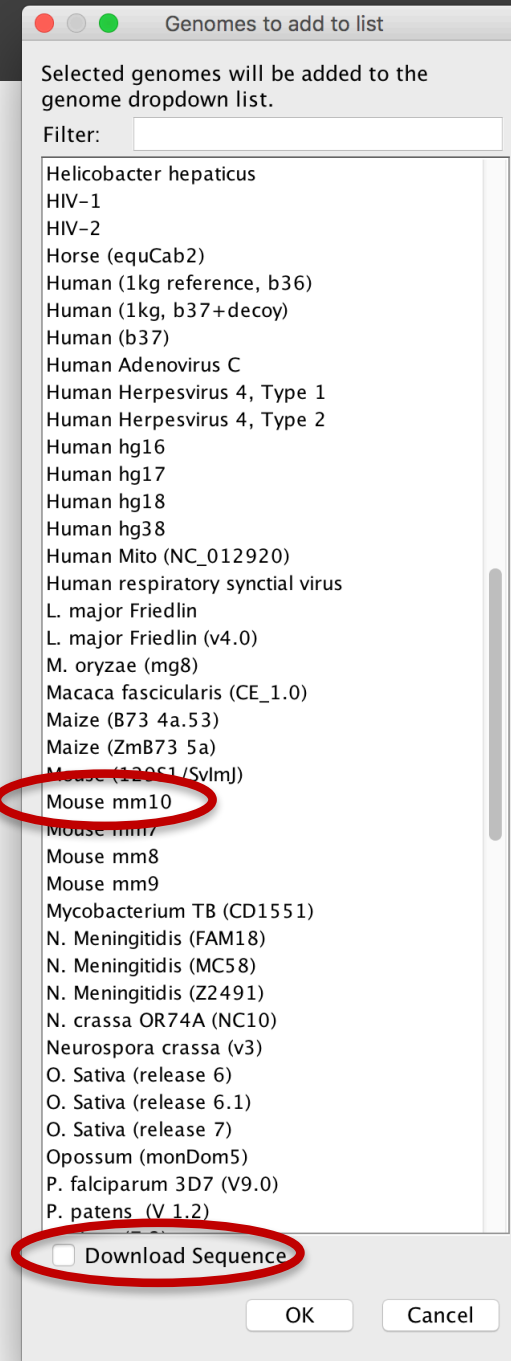 Genomes to add to list
Selected genomes will be added to the
genome dropdown list.
Filter:
Helicobacter hepaticus
HIV-1
HIV-2
Horse (equCab2)
Human (1kg reference, b36)
Human (1kg, b37+decoy)
Human (b37)
Human Adenovirus C
Human Herpesvirus 4, Type 1
Human Herpesvirus 4, Type 2
Human hg16
Human hg17
Human hg18
Human hg38
Human Mito (NC_012920)
Human respiratory synctial virus
L. major Friedlin
L. major Friedlin (v4.0)
M. oryzae (mg8)
Macaca fascicularis (CE_1.0)
Maize (B73 4a.53)
Maize (ZmB73 5a)
Mouse (129S1/SvImJ)
Mouse mm10
Mouse mm7
Mouse mm8
Mouse mm9
Mycobacterium TB (CD1551)
N. Meningitidis (FAM18)
N. Meningitidis (MC58)
N. Meningitidis (Z2491)
N. crassa OR74A (NC10)
Neurospora crassa (v3)
O. Sativa (release 6)
O. Sativa (release 6.1)
O. Sativa (release 7)
Opossum (monDom5)
P. falciparum 3D7 (V9.0)
P. patens (V 1.2)
Download Sequence
OK
Cancel